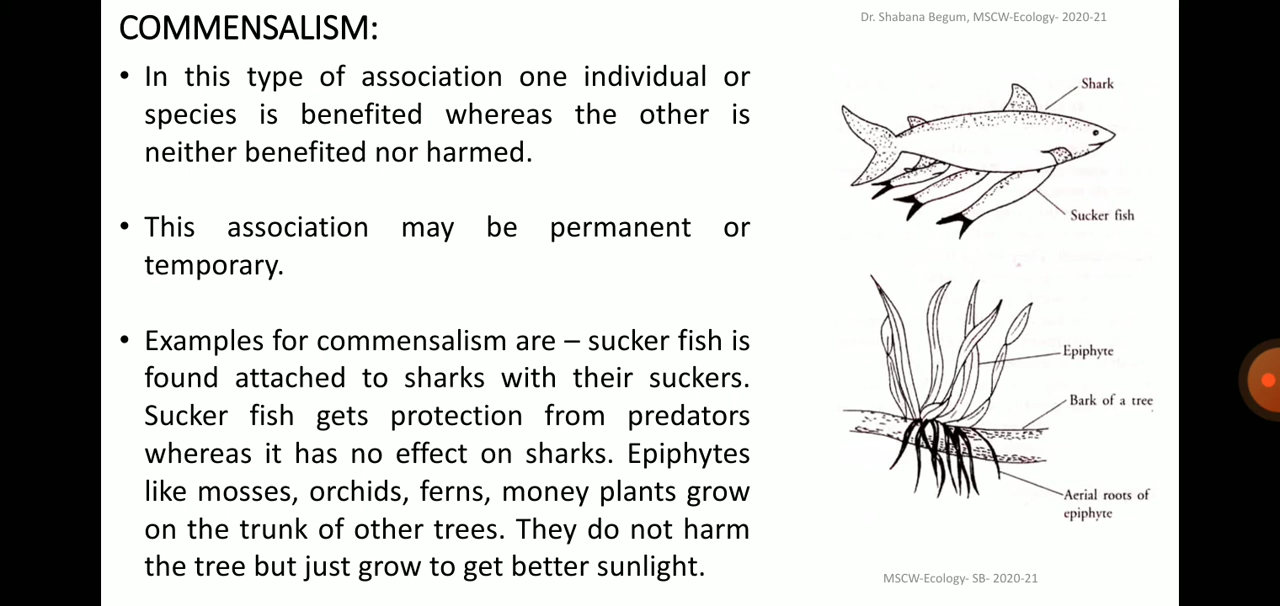 COMMENSALISM:
Dr. Shabana Begum, MSCW-Ecology- 2020-21
• In this type of association one individual or
species is benefited whereas the other is
neither benefited nor harmed.
• This association may be permanent or
temporary.
• Examples for commensalism are – sucker fish is
found attached to sharks with their suckers.
Sucker fish gets protection from predators
whereas it has no effect on sharks. Epiphytes
like mosses, orchids, ferns, money plants grow
on the trunk of other trees. They do not harm
the tree but just grow to get better sunlight.
Shark
Sucker fish
Epiphyte
Bark of a tree
Aerial roots of
epiphyte
MSCW-Ecology- SB- 2020-21